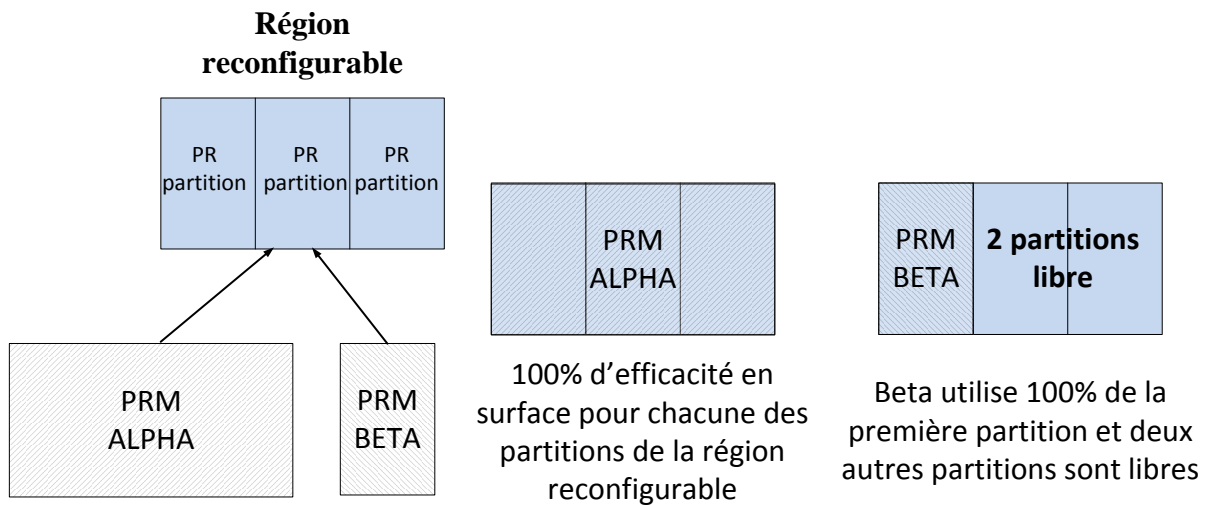 Région
reconfigurable
PR
partition
PR
partition
PR
partition
PRM
ALPHA
PRM
BETA
PRM
ALPHA
100% d’efficacité en
surface pour chacune des
partitions de la région
reconfigurable
PRM
BETA
2 partitions
libre
Beta utilise 100% de la
première partition et deux
autres partitions sont libres